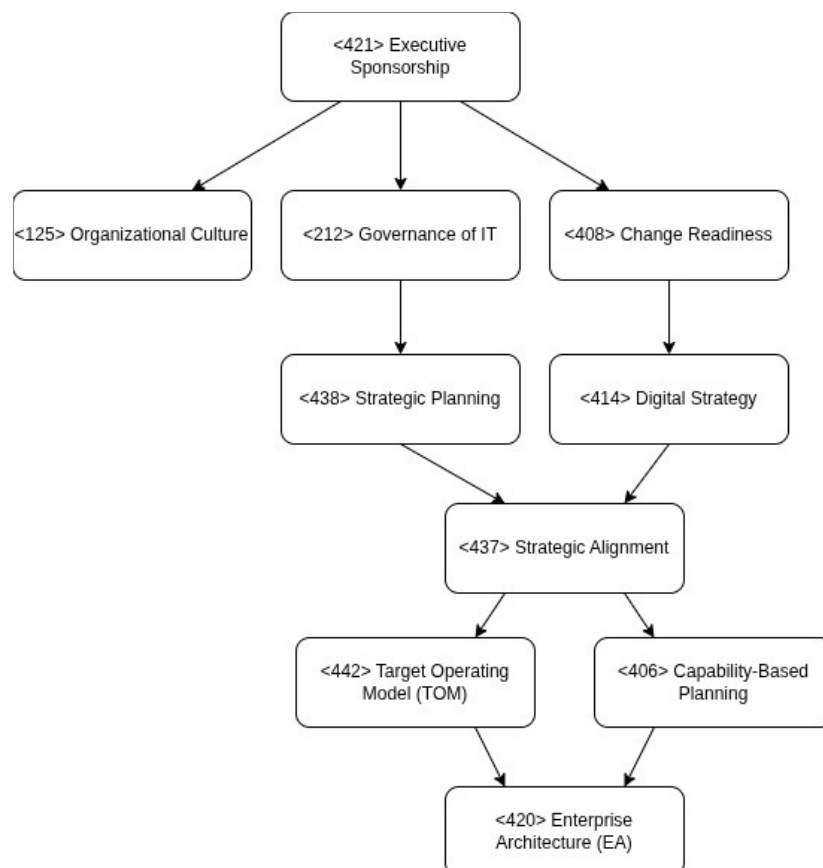 <421> Executive
Sponsorship
<125> Organizational Culture
<212> Governance of IT
<408> Change Readiness
<438> Strategic Planning
<414> Digital Strategy
<437> Strategic Alignment
<442> Target Operating
Model (TOM)
<406> Capability-Based
Planning
<420> Enterprise
Architecture (EA)